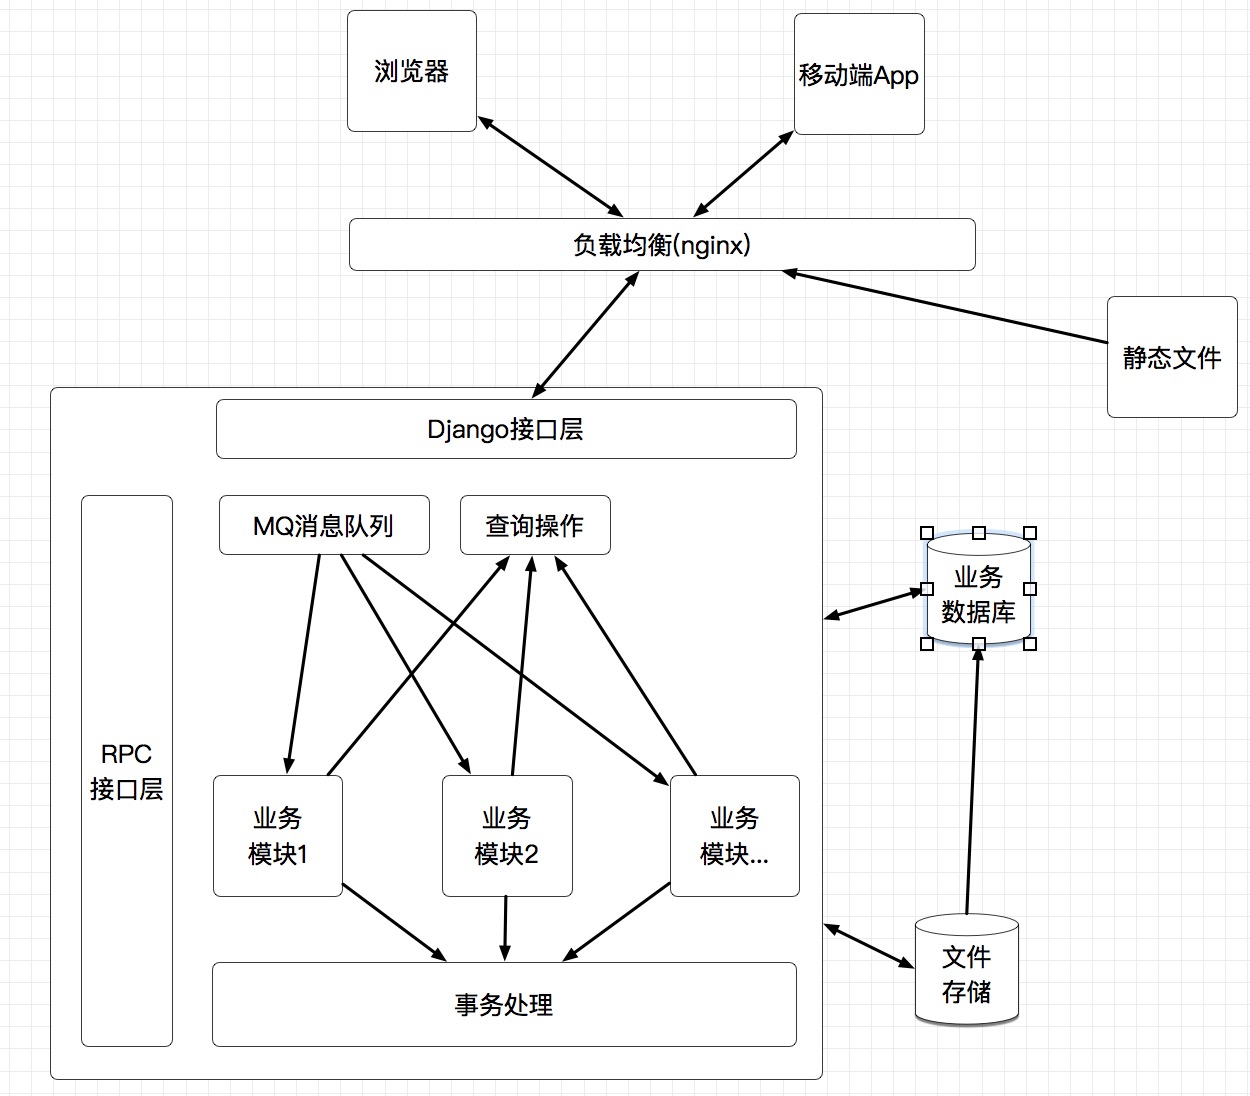 浏览器
移动端App
负载均衡(nginx)
静态文件
Django接口层
MQ消息队列
查询操作
业务
数据库
RPC
接口层
业务
模块1
业务
模块2
业务
模块...
文件
存储
事务处理